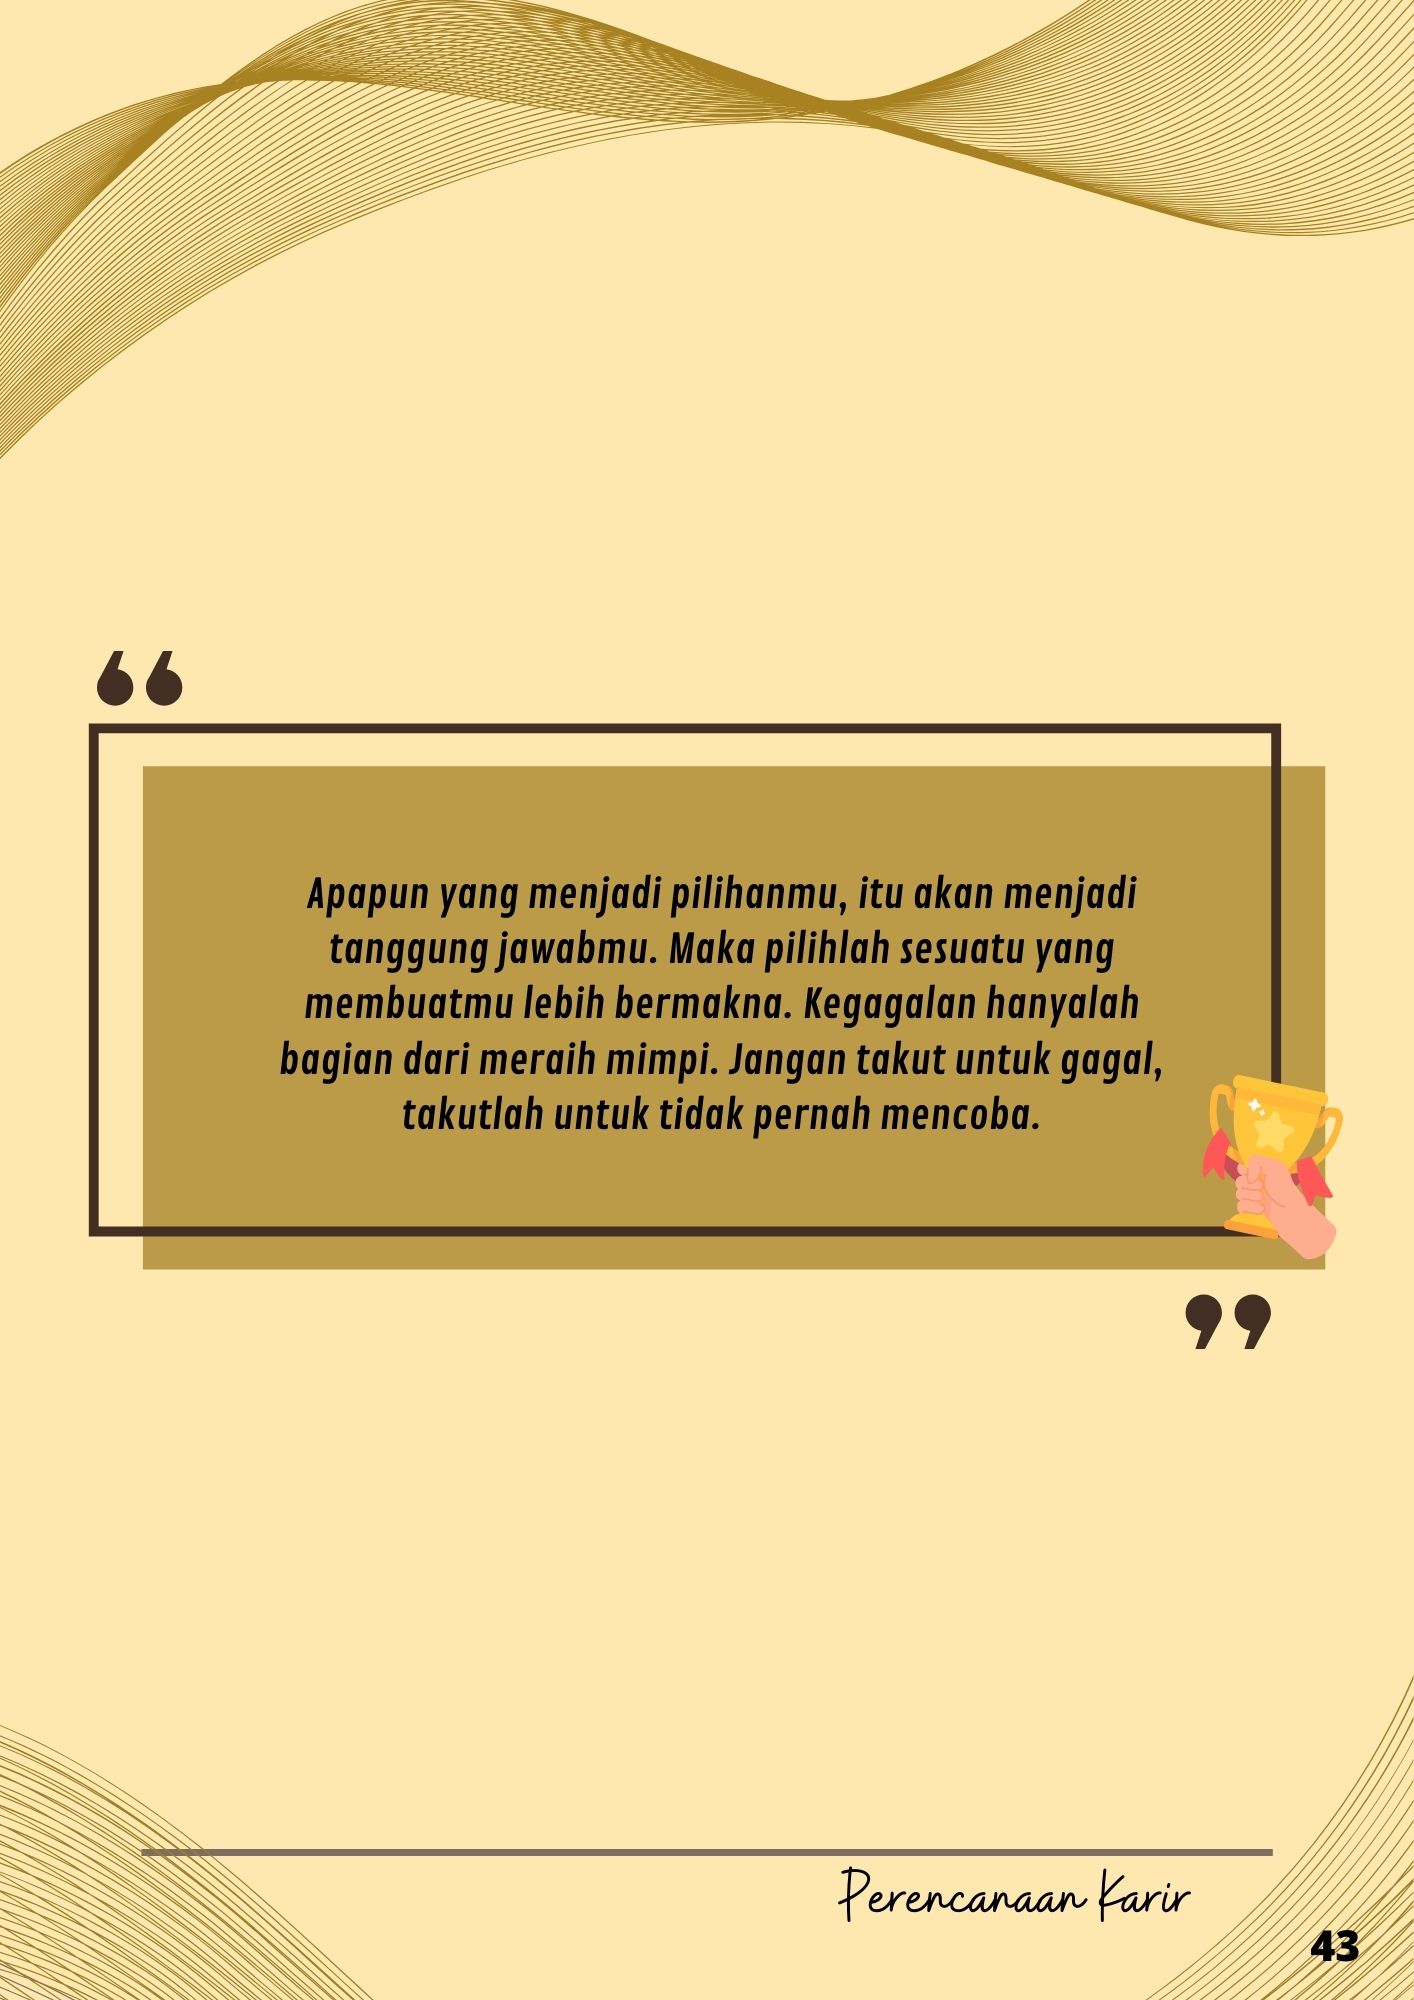 “
Apapun yang menjadi pilihanmu, itu akan menjadi
tanggung jawabmu. Maka pilihlah sesuatu yang
membuatmu lebih bermakna. Kegagalan hanyalah
bagian dari meraih mimpi. Jangan takut untuk gagal,
takutlah untuk tidak pernah mencoba.
”
Perencanaan Karir
43